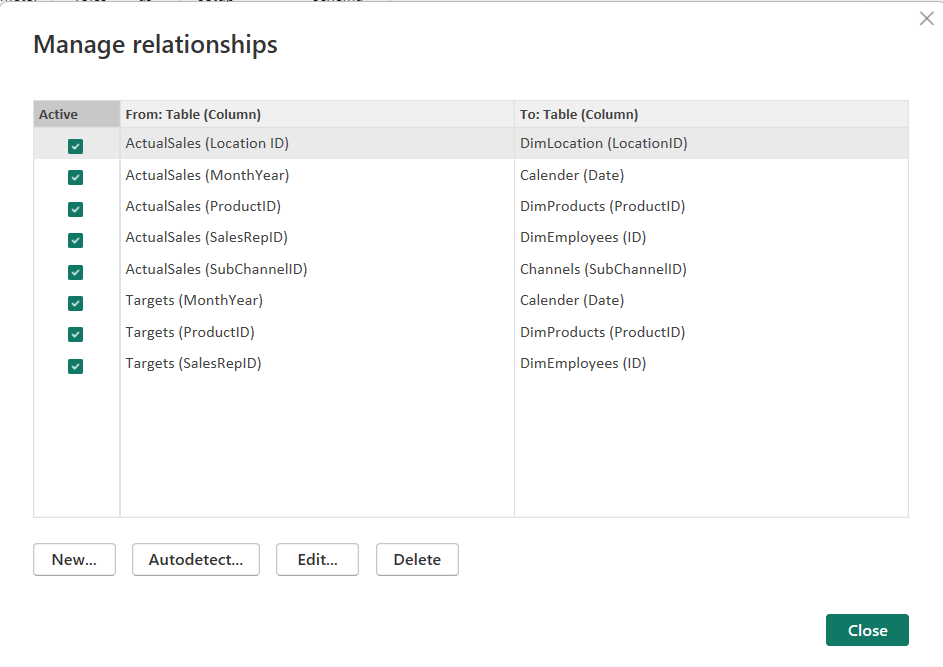 Manage relationships
Active From: Table (Column) To: Table (Column)
ActualSales (Location ID) DimLocation (LocationID)
ActualSales (MonthYear) Calender (Date)
ActualSales (ProductID) DimProducts (ProductID)
ActualSales (SalesRepID) DimEmployees (ID)
ActualSales (SubChannelID) Channels (SubChannelID)
Targets (MonthYear) Calender (Date)
Targets (ProductID) DimProducts (ProductID)
Targets (SalesRepID) DimEmployees (ID)
New... Autodetect... Edit... Delete
Close